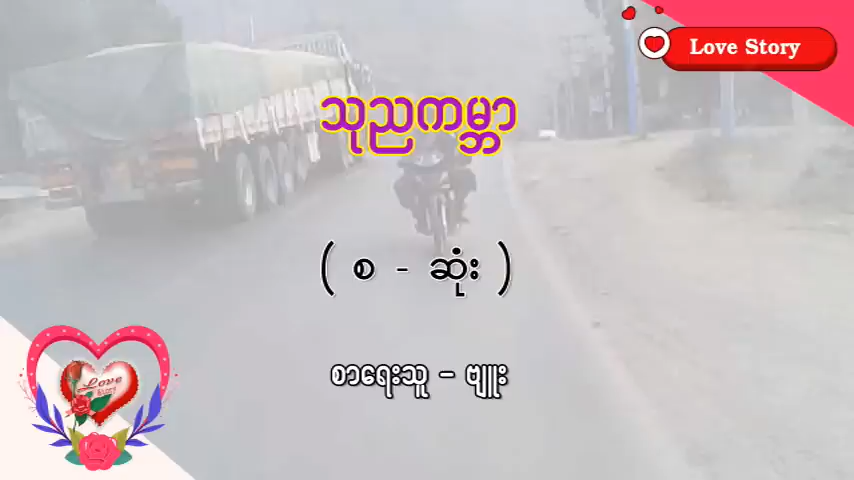 Love Story
သုညကမ္ဘာ
( စ - ဆုံး )
စာရေးသူ - ဗျူး
Love